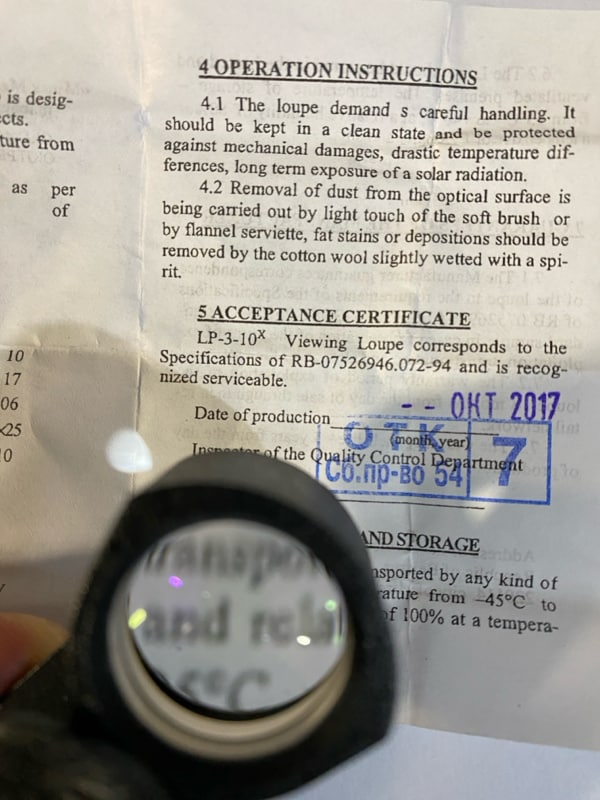 is desig-
ects.
ture from
as per
of
10
17
06
x25
10
4 OPERATION INSTRUCTIONS
4.1 The loupe demand s careful handling. It
should be kept in a clean state and be protected
against mechanical damages, drastic temperature dif-
ferences, long term exposure of a solar radiation.
4.2 Removal of dust from the optical surface is
being carried out by light touch of the soft brush or
by flannel serviette, fat stains or depositions should be
removed by the cotton wool slightly wetted with a spi-
rit.
5 ACCEPTANCE CERTIFICATE
LP-3-10X Viewing Loupe corresponds to the
Specifications of RB-07526946.072-94 and is recog-
nized serviceable.
Date of production - - ОКТ 2017
(month, year)
of the Quality Control Department
ОТК
Сб.пр-во 54
7
AND STORAGE
nsported by any kind of
rature from –45°C to
of 100% at a tempera-
transpo
and rela
5°C